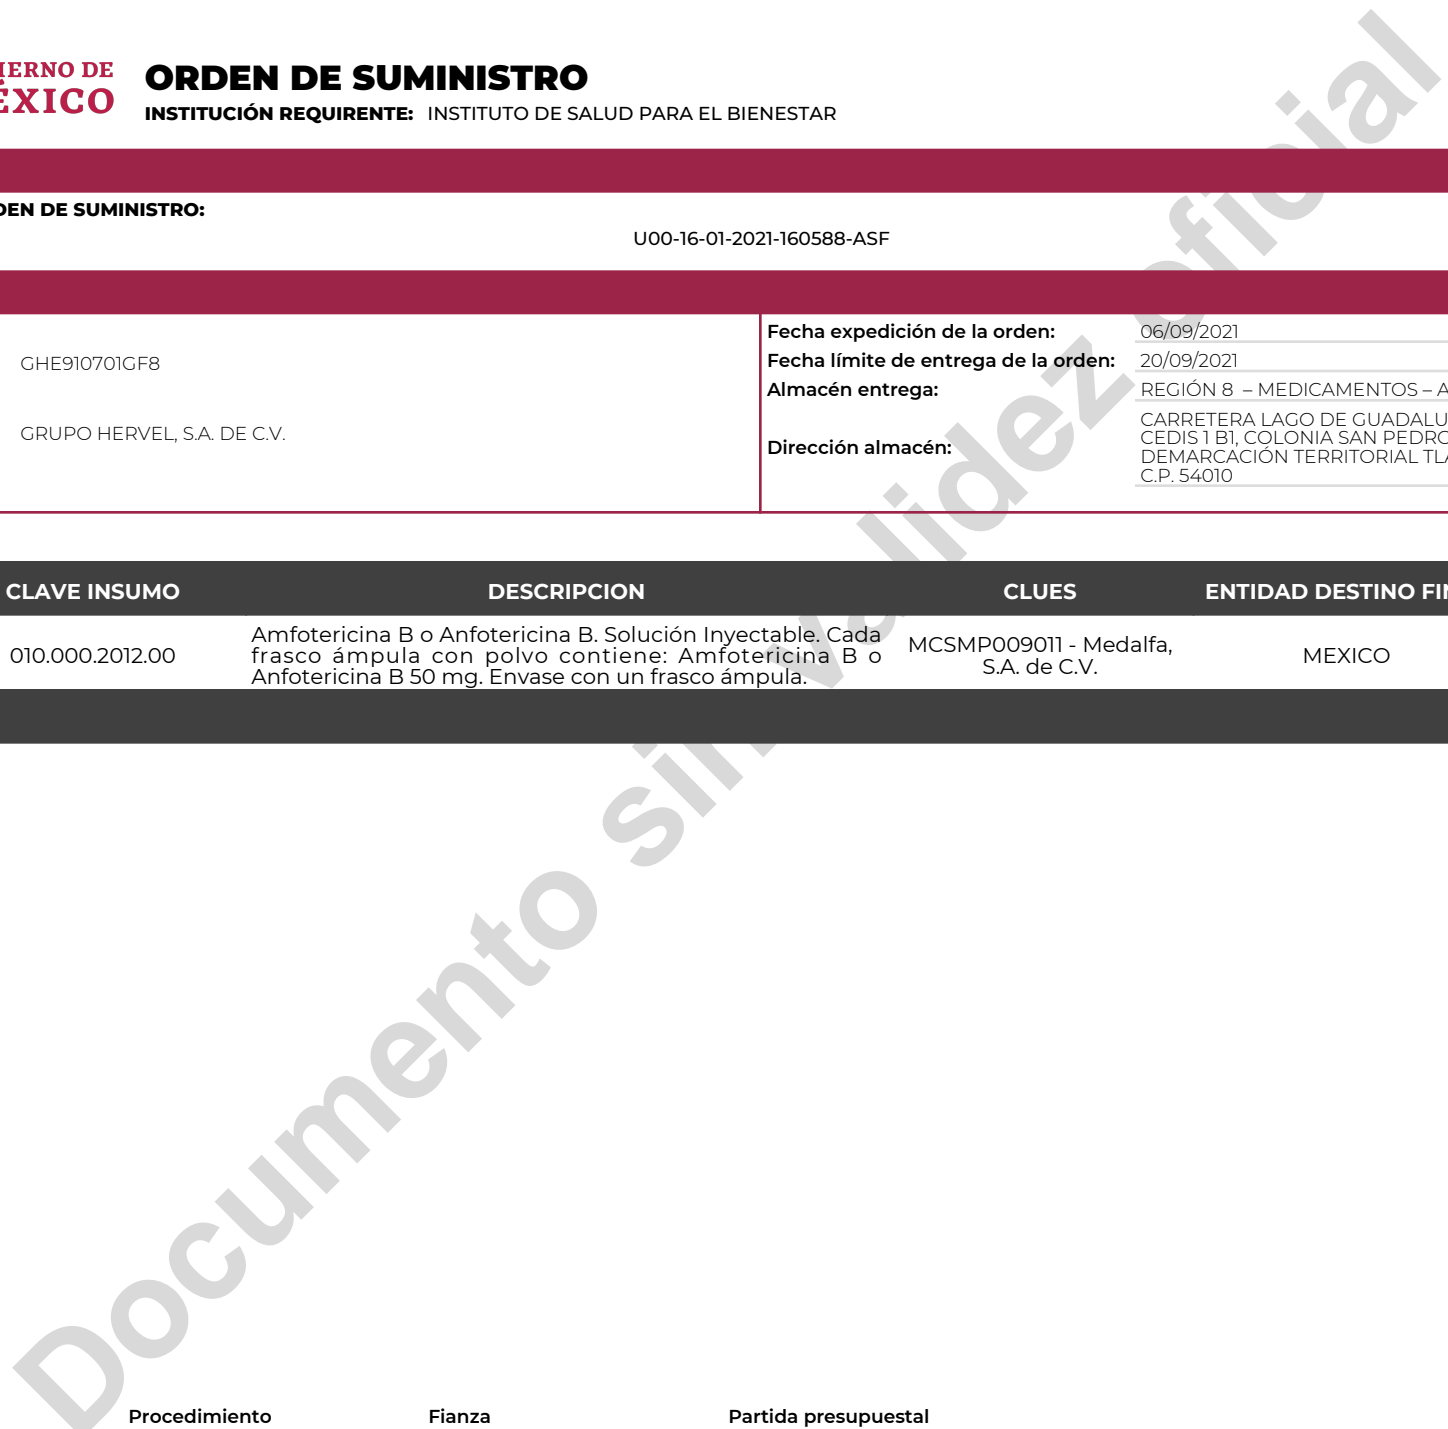 IERNO DE
ÉXICO
ORDEN DE SUMINISTRO
INSTITUCIÓN REQUIRENTE: INSTITUTO DE SALUD PARA EL BIENESTAR
DEN DE SUMINISTRO:
U00-16-01-2021-160588-ASF
GHE910701GF8
GRUPO HERVEL, S.A. DE C.V.
Fecha expedición de la orden: 06/09/2021
Fecha límite de entrega de la orden: 20/09/2021
Almacén entrega: REGIÓN 8 – MEDICAMENTOS – A
Dirección almacén:
CARRETERA LAGO DE GUADALU
CEDIS 1 B1, COLONIA SAN PEDRO
DEMARCACIÓN TERRITORIAL TLA
C.P. 54010
CLAVE INSUMO DESCRIPCION CLUES ENTIDAD DESTINO FIN
010.000.2012.00
Amfotericina B o Anfotericina B. Solución Inyectable. Cada
frasco ámpula con polvo contiene: Amfotericina B o
Anfotericina B 50 mg. Envase con un frasco ámpula.
MCSMP009011 - Medalfa,
S.A. de C.V.
MEXICO
Documento sin validez oficial
Procedimiento Fianza Partida presupuestal